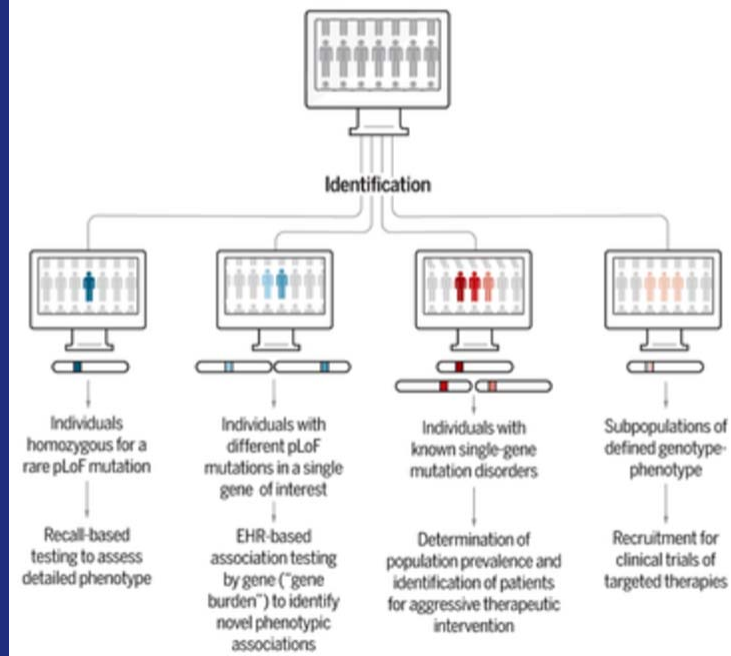 Identification
Individuals
homozygous for a
rare pLoF mutation
Recall-based
testing to assess
detailed phenotype
Individuals with
different pLoF
mutations in a single
gene of interest
EHR-based
association testing
by gene ("gene
burden") to identify
novel phenotypic
associations
Individuals with
known single-gene
mutation disorders
Determination of
population prevalence and
identification of patients
for aggressive therapeutic
intervention
Subpopulations of
defined genotype-
phenotype
Recruitment for
clinical trials of
targeted therapies